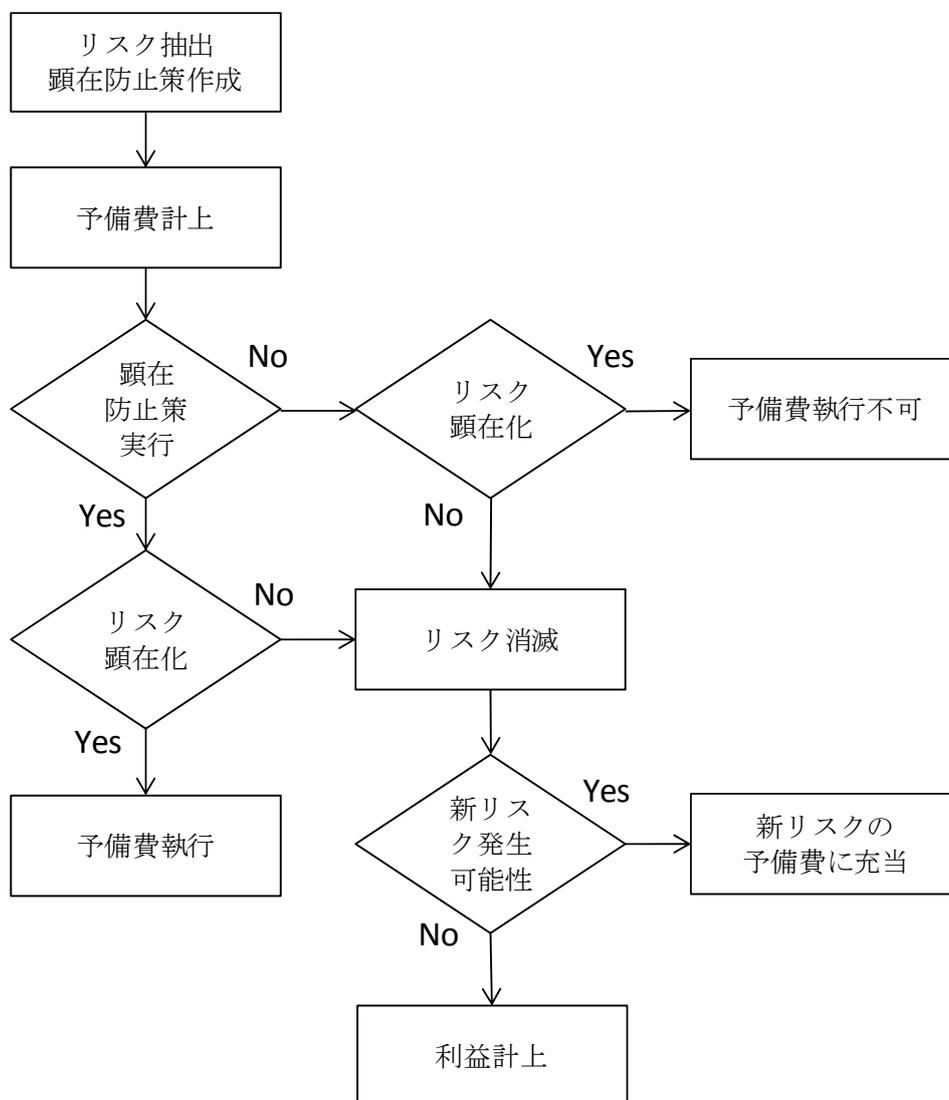 リスク抽出
顕在防止策作成
予備費計上
顕在
防止策
実行
No
リスク
顕在化
Yes
予備費執行不可
Yes
No
リスク
顕在化
No
リスク消滅
Yes
予備費執行
新リス
ク発生
可能性
Yes
新リスクの
予備費に充当
No
利益計上